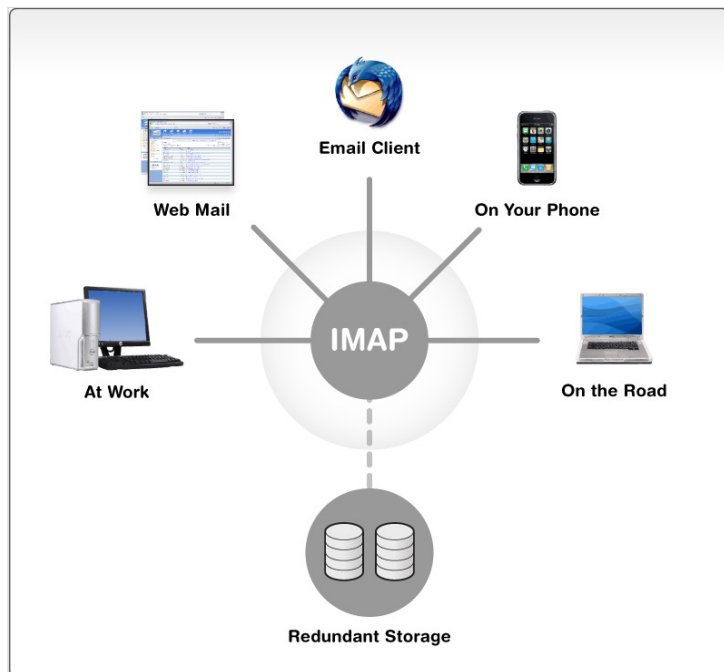 Email Client
Web Mail
On Your Phone
IMAP
At Work
On the Road
Redundant Storage